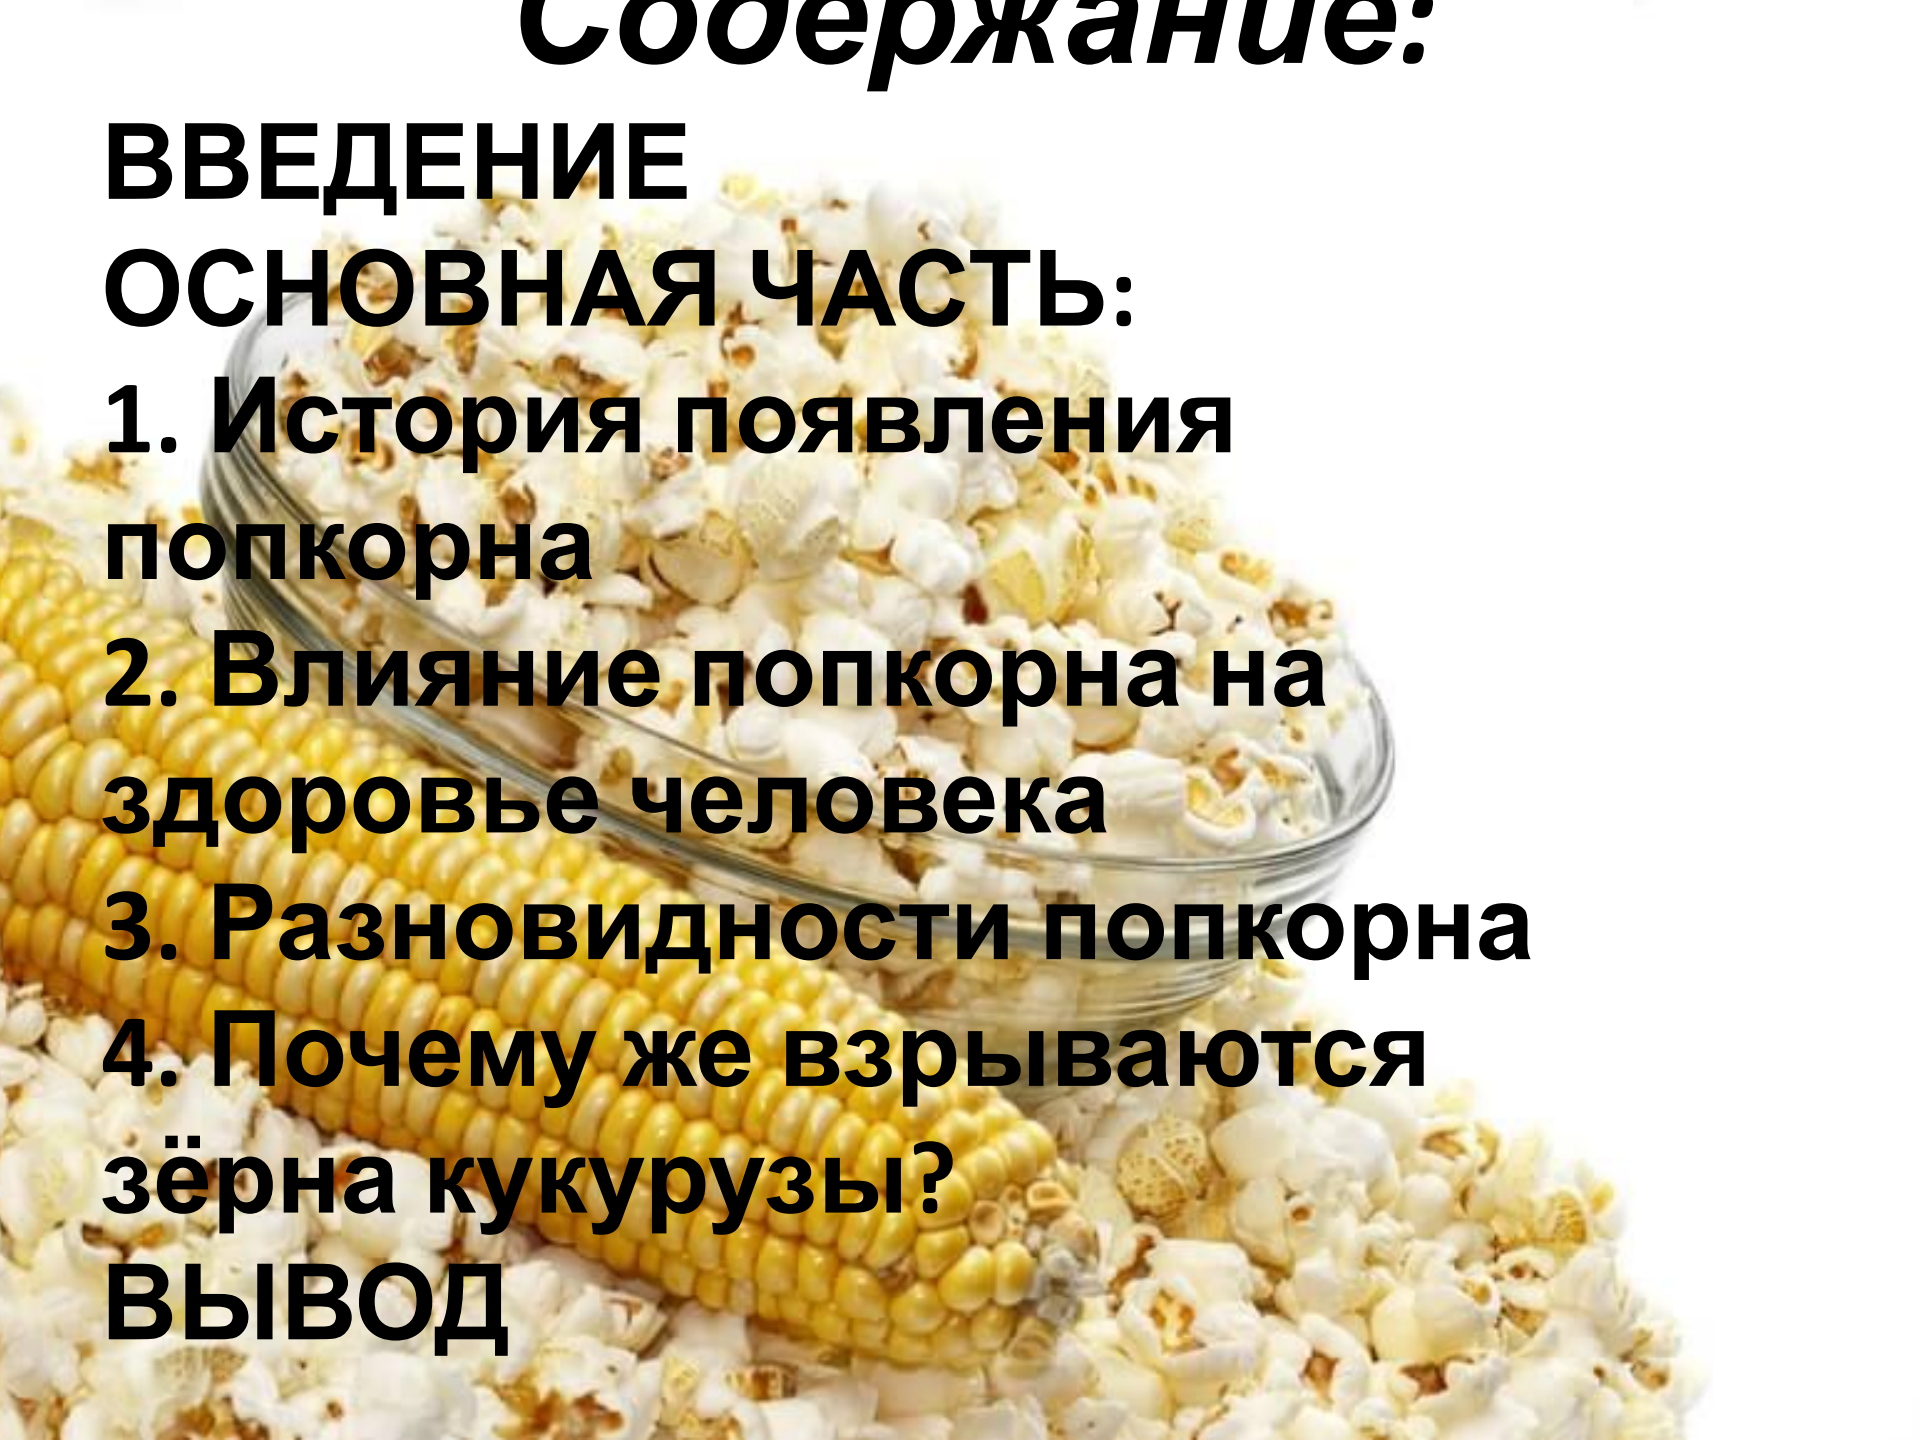 Содержание:
ВВЕДЕНИЕ
ОСНОВНАЯ ЧАСТЬ:
1. История появления
попкорна
2. Влияние попкорна на
здоровье человека
3. Разновидности попкорна
4. Почему же взрываются
зёрна кукурузы?
ВЫВОД